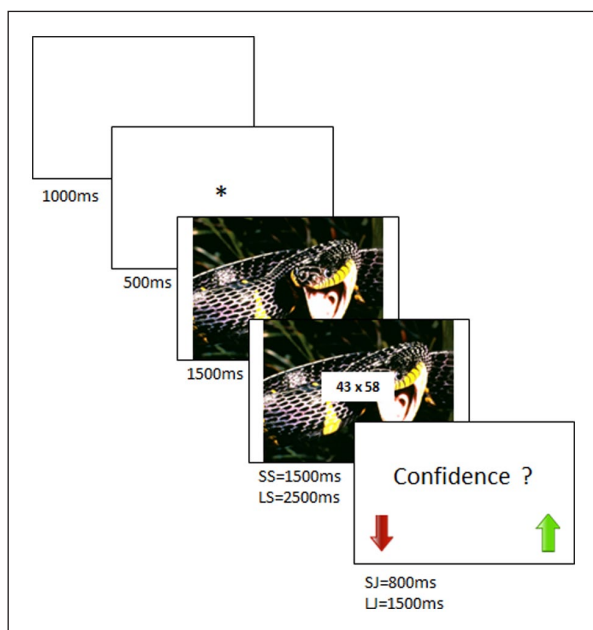 1000ms
*
500ms
1500ms
43 x 58
SS=1500ms
LS=2500ms
Confidence ?
SJ=800ms
LJ=1500ms